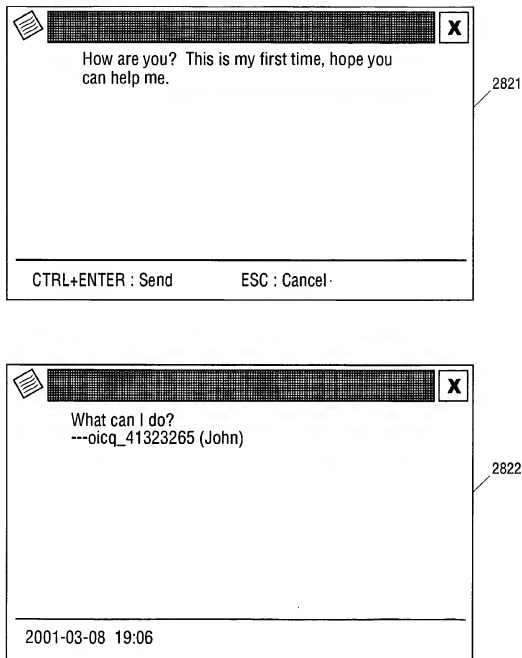 X
How are you? This is my first time, hope you
can help me.
2821
CTRL+ENTER : Send ESC : Cancel
X
What can I do?
---oicq_41323265 (John)
2822
2001-03-08 19:06